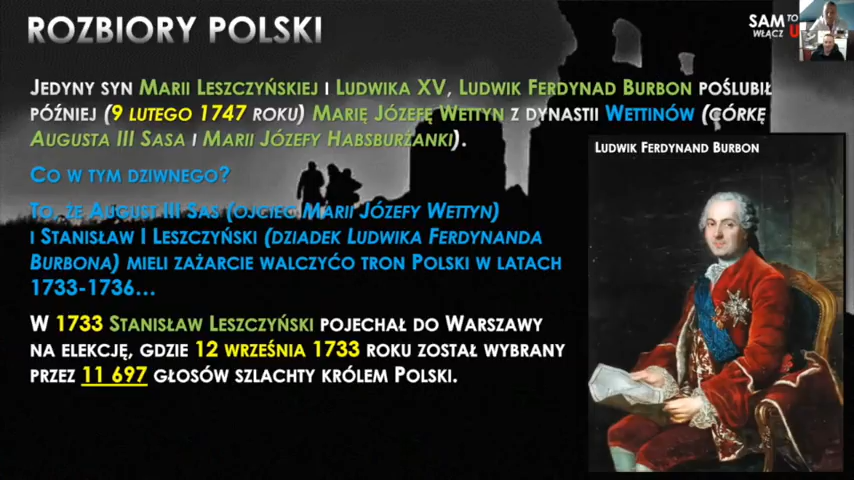 ROZBIORY POLSKI
SAM TO
WŁĄCZ U
JEDYNY SYN MARII LESZCZYŃSKIEJ I LUDWIKA XV, LUDWIK FERDYNAD BURBON POŚLUBIŁ
PÓŹNIEJ (9 LUTEGO 1747 ROKU) MARIĘ JÓZEFĘ WETTYN Z DYNASTII WETTINÓW (CÓRKĘ
AUGUSTA III SASA I MARII JÓZEFY HABSBURŻANKI).
CO W TYM DZIWNEGO?
TO, ŻE AUGUST III SAS (OJCIEC MARII JÓZEFY WETTYN)
I STANISŁAW I LESZCZYŃSKI (DZIADEK LUDWIKA FERDYNANDA
BURBONA) MIELI ZAŻARCIE WALCZYĆO TRON POLSKI W LATACH
1733-1736...
W 1733 STANISŁAW LESZCZYŃSKI POJECHAŁ DO WARSZAWY
NA ELEKCJĘ, GDZIE 12 WRZEŚNIA 1733 ROKU ZOSTAŁ WYBRANY
PRZEZ 11 697 GŁOSÓW SZLACHTY KRÓLEM POLSKI.
LUDWIK FERDYNAND BURBON